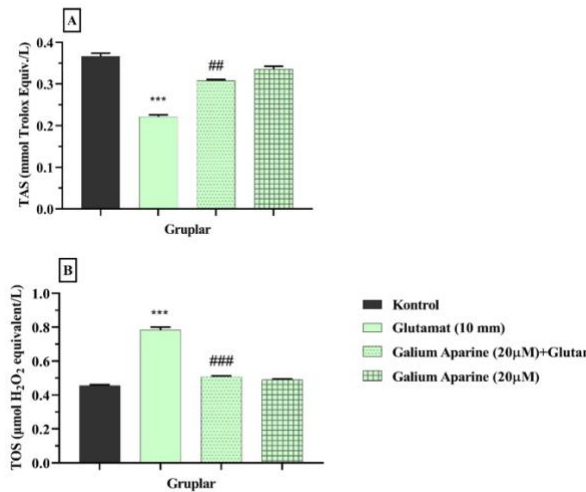 A
TAS (mmol Trolox Equiv./L)
0.4
0.3
0.2
0.1
0.0
***
##
Gruplar
B
TOS (µmol H₂O₂ equivalent/L)
1.0
0.8
0.6
0.4
0.2
0.0
***
###
Gruplar
Kontrol
Glutamat (10 mm)
Galium Aparine (20µM)+Glutan
Galium Aparine (20µM)